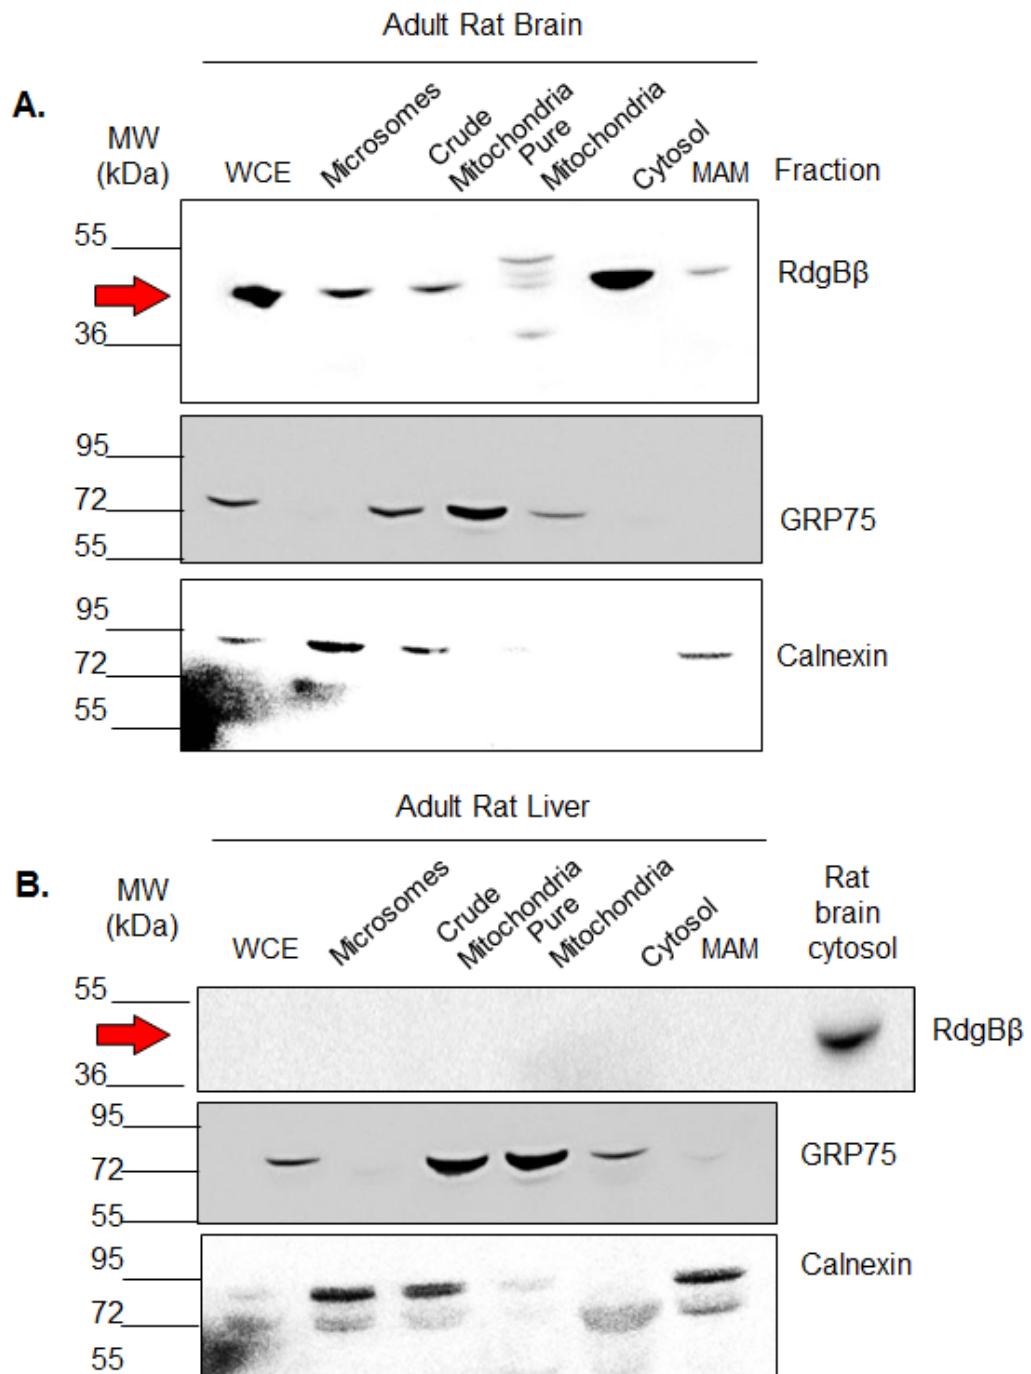 Adult Rat Brain
A.
MW
(kDa)
WCE
Microsomes
Crude
Mitochondria
Pure
Mitochondria
Cytosol
MAM
Fraction
55
36
RdgBβ
95
72
55
GRP75
95
72
55
Calnexin
Adult Rat Liver
B.
MW
(kDa)
WCE
Microsomes
Crude
Mitochondria
Pure
Mitochondria
Cytosol
MAM
Rat
brain
cytosol
55
36
RdgBβ
95
72
55
GRP75
95
72
55
Calnexin